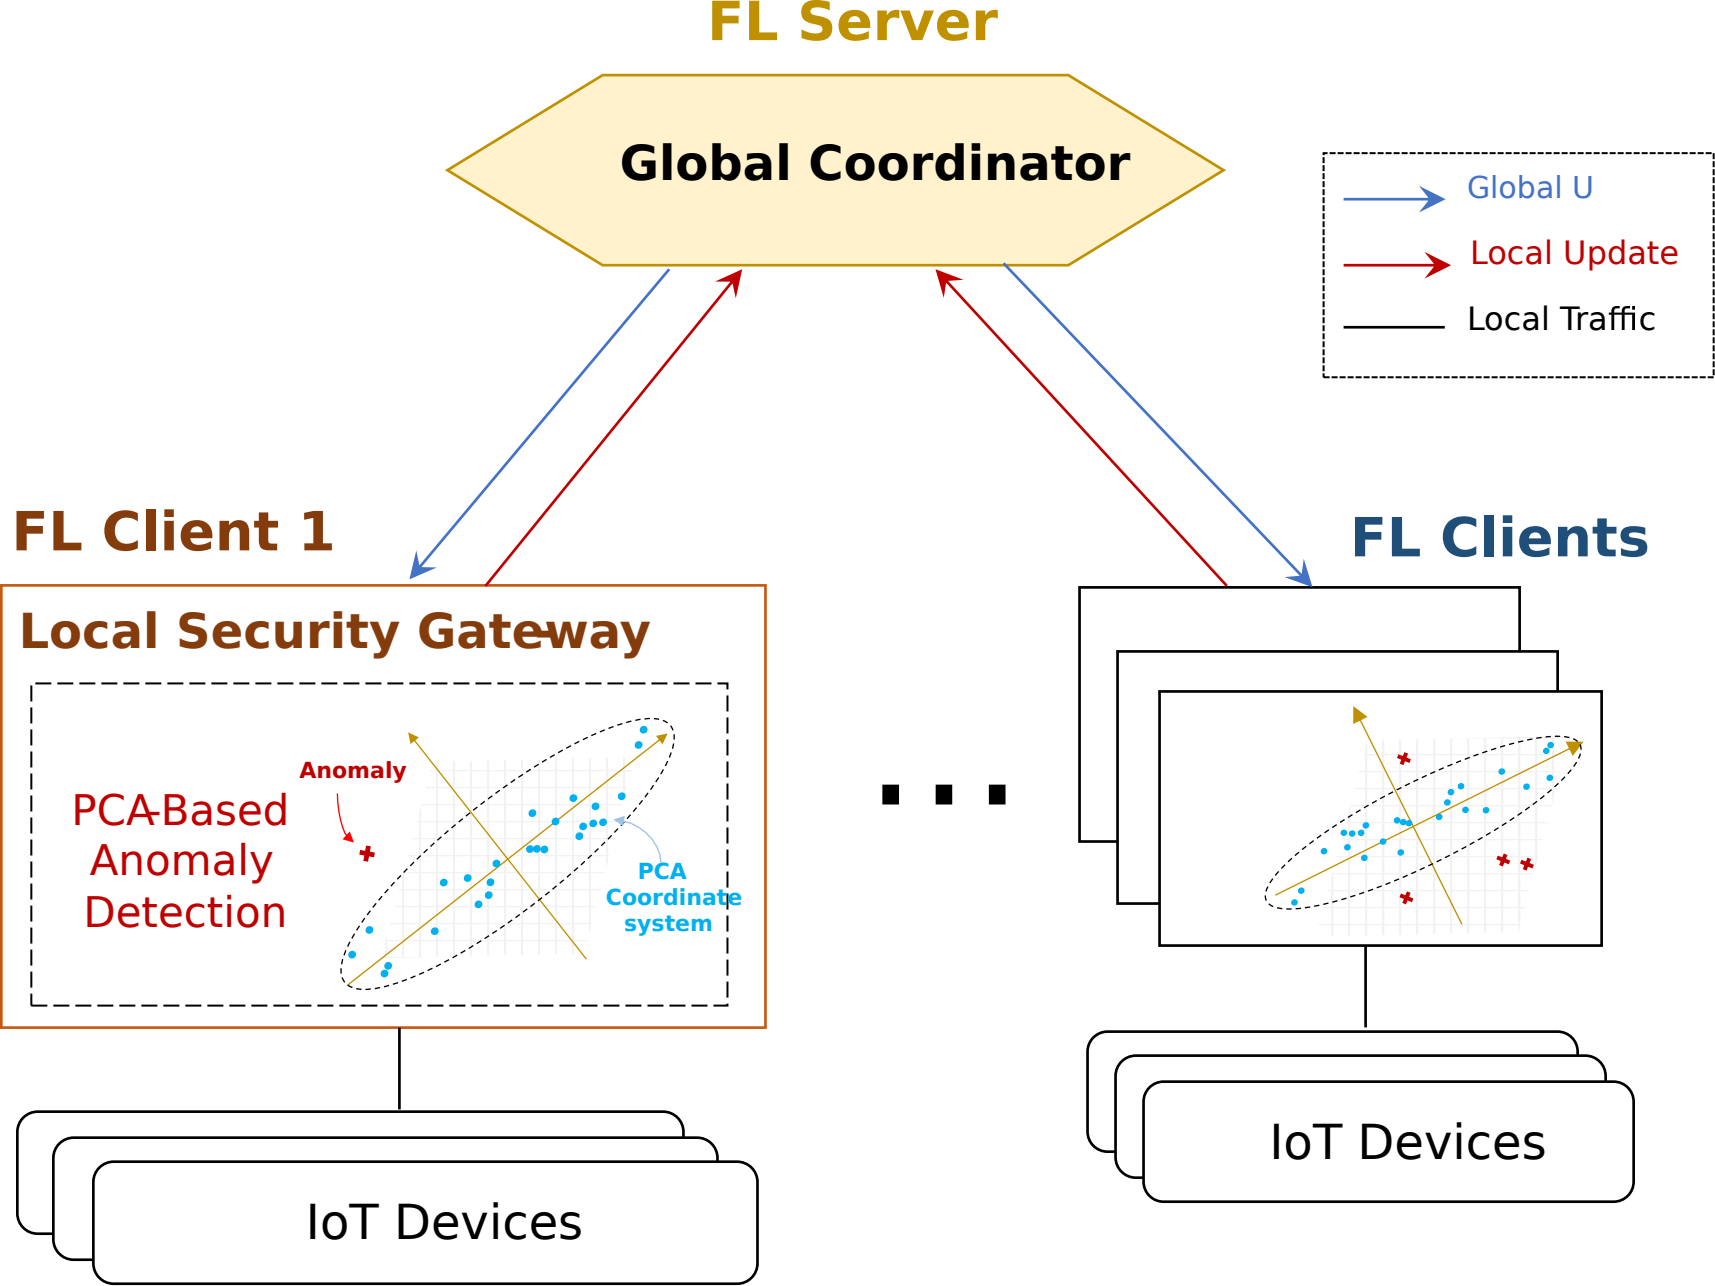 FL Server
Global Coordinator
Global U
Local Update
Local Traffic
FL Client 1
FL Clients
Local Security Gateway
Anomaly
PCA-Based
Anomaly
Detection
PCA
Coordinate
system
IoT Devices
IoT Devices